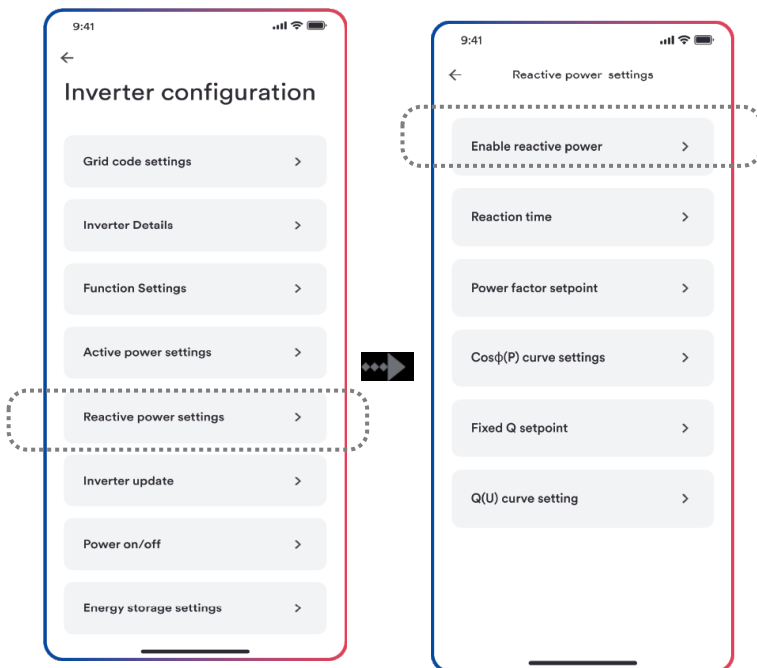 9:41
Inverter configuration
Grid code settings
Inverter Details
Function Settings
Active power settings
Reactive power settings
Inverter update
Power on/off
Energy storage settings
9:41
Reactive power settings
Enable reactive power
Reaction time
Power factor setpoint
Cosϕ(P) curve settings
Fixed Q setpoint
Q(U) curve setting